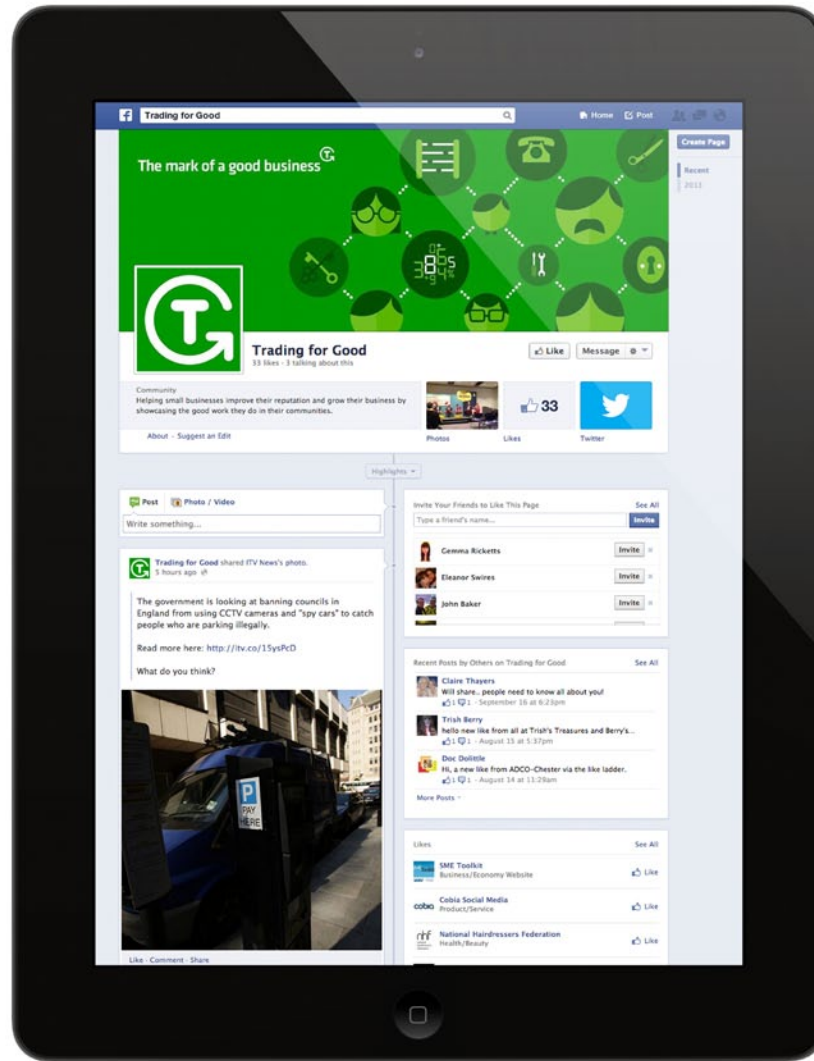 Trading for Good
Home
Post
Create Page
Recent
2013
The mark of a good business
Trading for Good
33 likes · 3 talking about this
Like
Message
Community
Helping small businesses improve their reputation and grow their business by
showcasing the good work they do in their communities.
About - Suggest an Edit
Photos
33
Likes
Twitter
Highlights
Post
Photo / Video
Write something...
Trading for Good shared ITV News's photo.
5 hours ago
The government is looking at banning councils in
England from using CCTV cameras and "spy cars" to catch
people who are parking illegally.
Read more here: http://itv.co/15ysPcD
What do you think?
P
PAY
HERE
Like · Comment · Share
Invite Your Friends to Like This Page
See All
Type a friend's name...
Invite
Gemma Ricketts
Invite
Eleanor Swires
Invite
John Baker
Invite
Recent Posts by Others on Trading for Good
See All
Claire Thayers
Will share.. people need to know all about you!
1 1 · September 16 at 6:23pm
Trish Berry
hello new like from all at Trish's Treasures and Berry's...
1 1 · August 15 at 5:37pm
Doc Dolittle
Hi, a new like from ADCO-Chester via the like ladder.
1 1 · August 14 at 11:29am
More Posts
Likes
See All
SME Toolkit
Business/Economy Website
Like
cobia
Cobia Social Media
Product/Service
Like
nhf
National Hairdressers Federation
Health/Beauty
Like